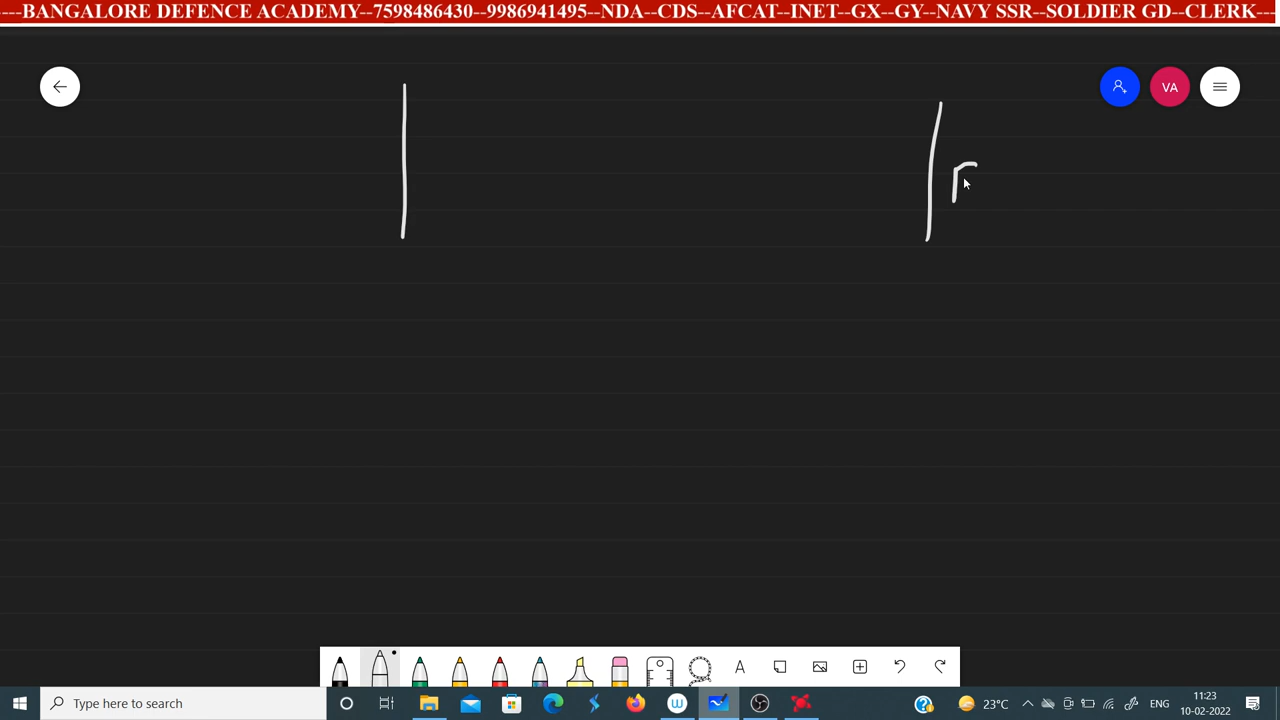 ---BANGALORE DEFENCE ACADEMY--7598486430--9986941495--NDA--CDS--AFCAT--INET--GX--GY--NAVY SSR--SOLDIER GD--CLERK---
VA
A
Type here to search
23°C
ENG
11:23
10-02-2022